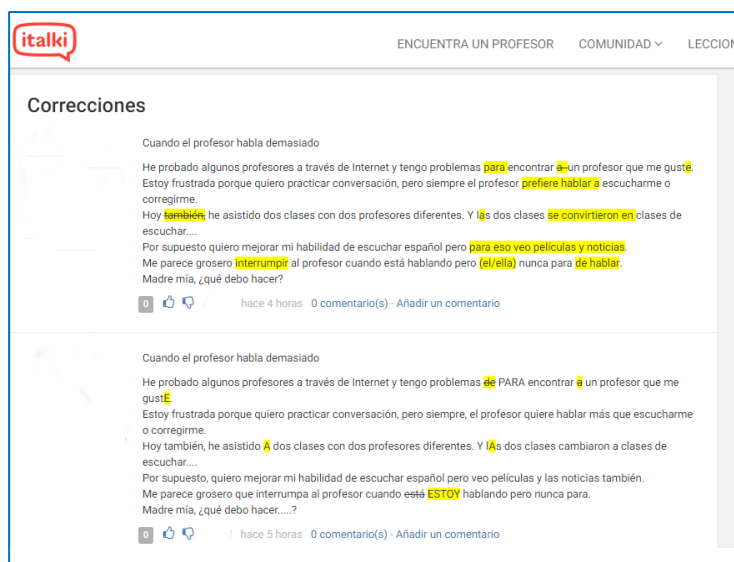 italki
ENCUENTRA UN PROFESOR COMUNIDAD LECCION
Correcciones
Cuando el profesor habla demasiado
He probado algunos profesores a través de Internet y tengo problemas para encontrar a un profesor que me guste.
Estoy frustrada porque quiero practicar conversación, pero siempre el profesor prefiere hablar a escucharme o
corregirme.
Hoy también, he asistido dos clases con dos profesores diferentes. Y las dos clases se convirtieron en clases de
escuchar....
Por supuesto quiero mejorar mi habilidad de escuchar español pero para eso veo películas y noticias.
Me parece grosero interrumpir al profesor cuando está hablando pero (el/ella) nunca para de hablar.
Madre mía, ¿qué debo hacer?
0 hace 4 horas 0 comentario(s) - Añadir un comentario
Cuando el profesor habla demasiado
He probado algunos profesores a través de Internet y tengo problemas de PARA encontrar a un profesor que me
gustE.
Estoy frustrada porque quiero practicar conversación, pero siempre, el profesor quiere hablar más que escucharme
o corregirme.
Hoy también, he asistido A dos clases con dos profesores diferentes. Y lAs dos clases cambiaron a clases de
escuchar....
Por supuesto, quiero mejorar mi habilidad de escuchar español pero veo películas y las noticias también.
Me parece grosero que interrumpa al profesor cuando está ESTOY hablando pero nunca para.
Madre mía, ¿qué debo hacer.....?
0 hace 5 horas 0 comentario(s) - Añadir un comentario